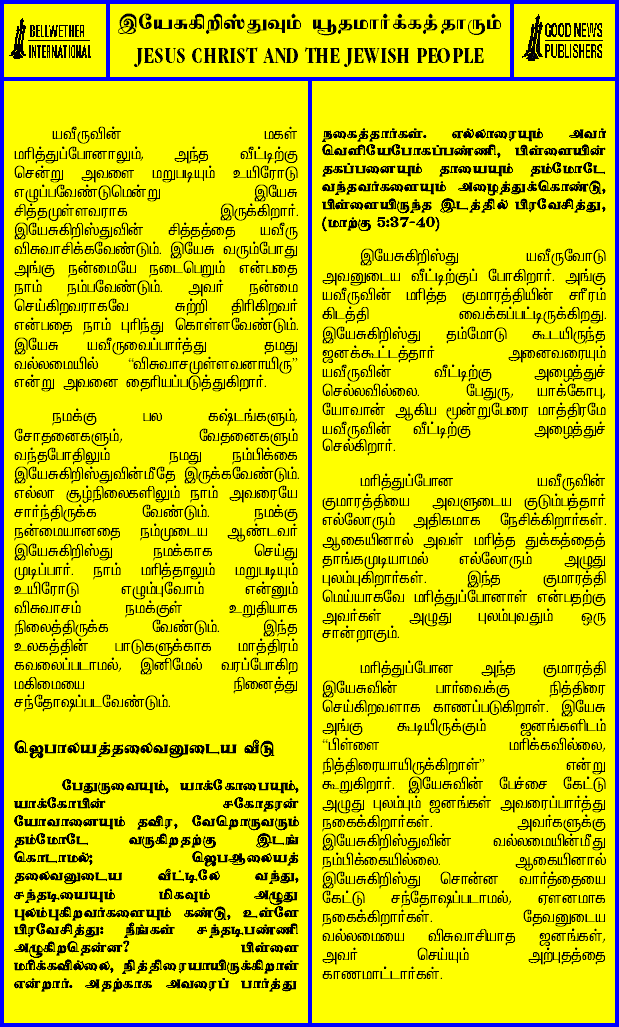 BELLWETHER
INTERNATIONAL
இயேசுகிறிஸ்துவும் யூதமார்க்கத்தாரும்
JESUS CHRIST AND THE JEWISH PEOPLE
GOOD NEWS
PUBLISHERS
யவீருவின் மகள்
மரித்துப்போனாலும், அந்த வீட்டிற்கு
சென்று அவளை மறுபடியும் உயிரோடு
எழுப்பவேண்டுமென்று இயேசு
சித்தமுள்ளவராக இருக்கிறார்.
இயேசுகிறிஸ்துவின் சித்தத்தை யவீரு
விசுவாசிக்கவேண்டும். இயேசு வரும்போது
அங்கு நன்மையே நடைபெறும் என்பதை
நாம் நம்பவேண்டும். அவர் நன்மை
செய்கிறவராகவே சுற்றி திரிகிறவர்
என்பதை நாம் புரிந்து கொள்ளவேண்டும்.
இயேசு யவீருவைப்பார்த்து தமது
வல்லமையில் “விசுவாசமுள்ளவனாயிரு”
என்று அவனை தைரியப்படுத்துகிறார்.
நமக்கு பல கஷ்டங்களும்,
சோதனைகளும், வேதனைகளும்
வந்தபோதிலும் நமது நம்பிக்கை
இயேசுகிறிஸ்துவின்மீதே இருக்கவேண்டும்.
எல்லா சூழ்நிலைகளிலும் நாம் அவரையே
சார்ந்திருக்க வேண்டும். நமக்கு
நன்மையானதை நம்முடைய ஆண்டவர்
இயேசுகிறிஸ்து நமக்காக செய்து
முடிப்பார். நாம் மரித்தாலும் மறுபடியும்
உயிரோடு எழும்புவோம் என்னும்
விசுவாசம் நமக்குள் உறுதியாக
நிலைத்திருக்க வேண்டும். இந்த
உலகத்தின் பாடுகளுக்காக மாத்திரம்
கவலைப்படாமல், இனிமேல் வரப்போகிற
மகிமையை நினைத்து
சந்தோஷப்படவேண்டும்.
ஜெபாலயத்தலைவனுடைய வீடு
பேதுருவையும், யாக்கோபையும்,
யாக்கோபின் சகோதரன்
யோவானையும் தவிர, வேறொருவரும்
தம்மோடே வருகிறதற்கு இடங்
கொடாமல்; ஜெபஆலையத்
தலைவனுடைய வீட்டிலே வந்து,
சந்தடியையும் மிகவும் அழுது
புலம்புகிறவர்களையும் கண்டு, உள்ளே
பிரவேசித்து: நீங்கள் சந்தடிபண்ணி
அழுகிறதென்ன? பிள்ளை
மரிக்கவில்லை, நித்திரையாயிருக்கிறாள்
என்றார். அதற்காக அவரைப் பார்த்து
நகைத்தார்கள். எல்லாரையும் அவர்
வெளியேபோகப்பண்ணி, பிள்ளையின்
தகப்பனையும் தாயையும் தம்மோடே
வந்தவர்களையும் அழைத்துக்கொண்டு,
பிள்ளையிருந்த இடத்தில் பிரவேசித்து,
(மாற்கு 5:37-40)
இயேசுகிறிஸ்து யவீருவோடு
அவனுடைய வீட்டிற்குப் போகிறார். அங்கு
யவீருவின் மரித்த குமாரத்தியின் சரீரம்
கிடத்தி வைக்கப்பட்டிருக்கிறது.
இயேசுகிறிஸ்து தம்மோடு கூடயிருந்த
ஜனக்கூட்டத்தார் அனைவரையும்
யவீருவின் வீட்டிற்கு அழைத்துச்
செல்லவில்லை. பேதுரு, யாக்கோபு,
யோவான் ஆகிய மூன்றுபேரை மாத்திரமே
யவீருவின் வீட்டிற்கு அழைத்துச்
செல்கிறார்.
மரித்துப்போன யவீருவின்
குமாரத்தியை அவளுடைய குடும்பத்தார்
எல்லோரும் அதிகமாக நேசிக்கிறார்கள்.
ஆகையினால் அவள் மரித்த துக்கத்தைத்
தாங்கமுடியாமல் எல்லோரும் அழுது
புலம்புகிறார்கள். இந்த குமாரத்தி
மெய்யாகவே மரித்துப்போனாள் என்பதற்கு
அவர்கள் அழுது புலம்புவதும் ஒரு
சான்றாகும்.
மரித்துப்போன அந்த குமாரத்தி
இயேசுவின் பார்வைக்கு நித்திரை
செய்கிறவளாக காணப்படுகிறாள். இயேசு
அங்கு கூடியிருக்கும் ஜனங்களிடம்
“பிள்ளை மரிக்கவில்லை,
நித்திரையாயிருக்கிறாள்” என்று
கூறுகிறார். இயேசுவின் பேச்சை கேட்டு
அழுது புலம்பும் ஜனங்கள் அவரைப்பார்த்து
நகைக்கிறார்கள். அவர்களுக்கு
இயேசுகிறிஸ்துவின் வல்லமையின்மீது
நம்பிக்கையில்லை. ஆகையினால்
இயேசுகிறிஸ்து சொன்ன வார்த்தையை
கேட்டு சந்தோஷப்படாமல், ஏளனமாக
நகைக்கிறார்கள். தேவனுடைய
வல்லமையை விசுவாசியாத ஜனங்கள்,
அவர் செய்யும் அற்புதத்தை
காணமாட்டார்கள்.